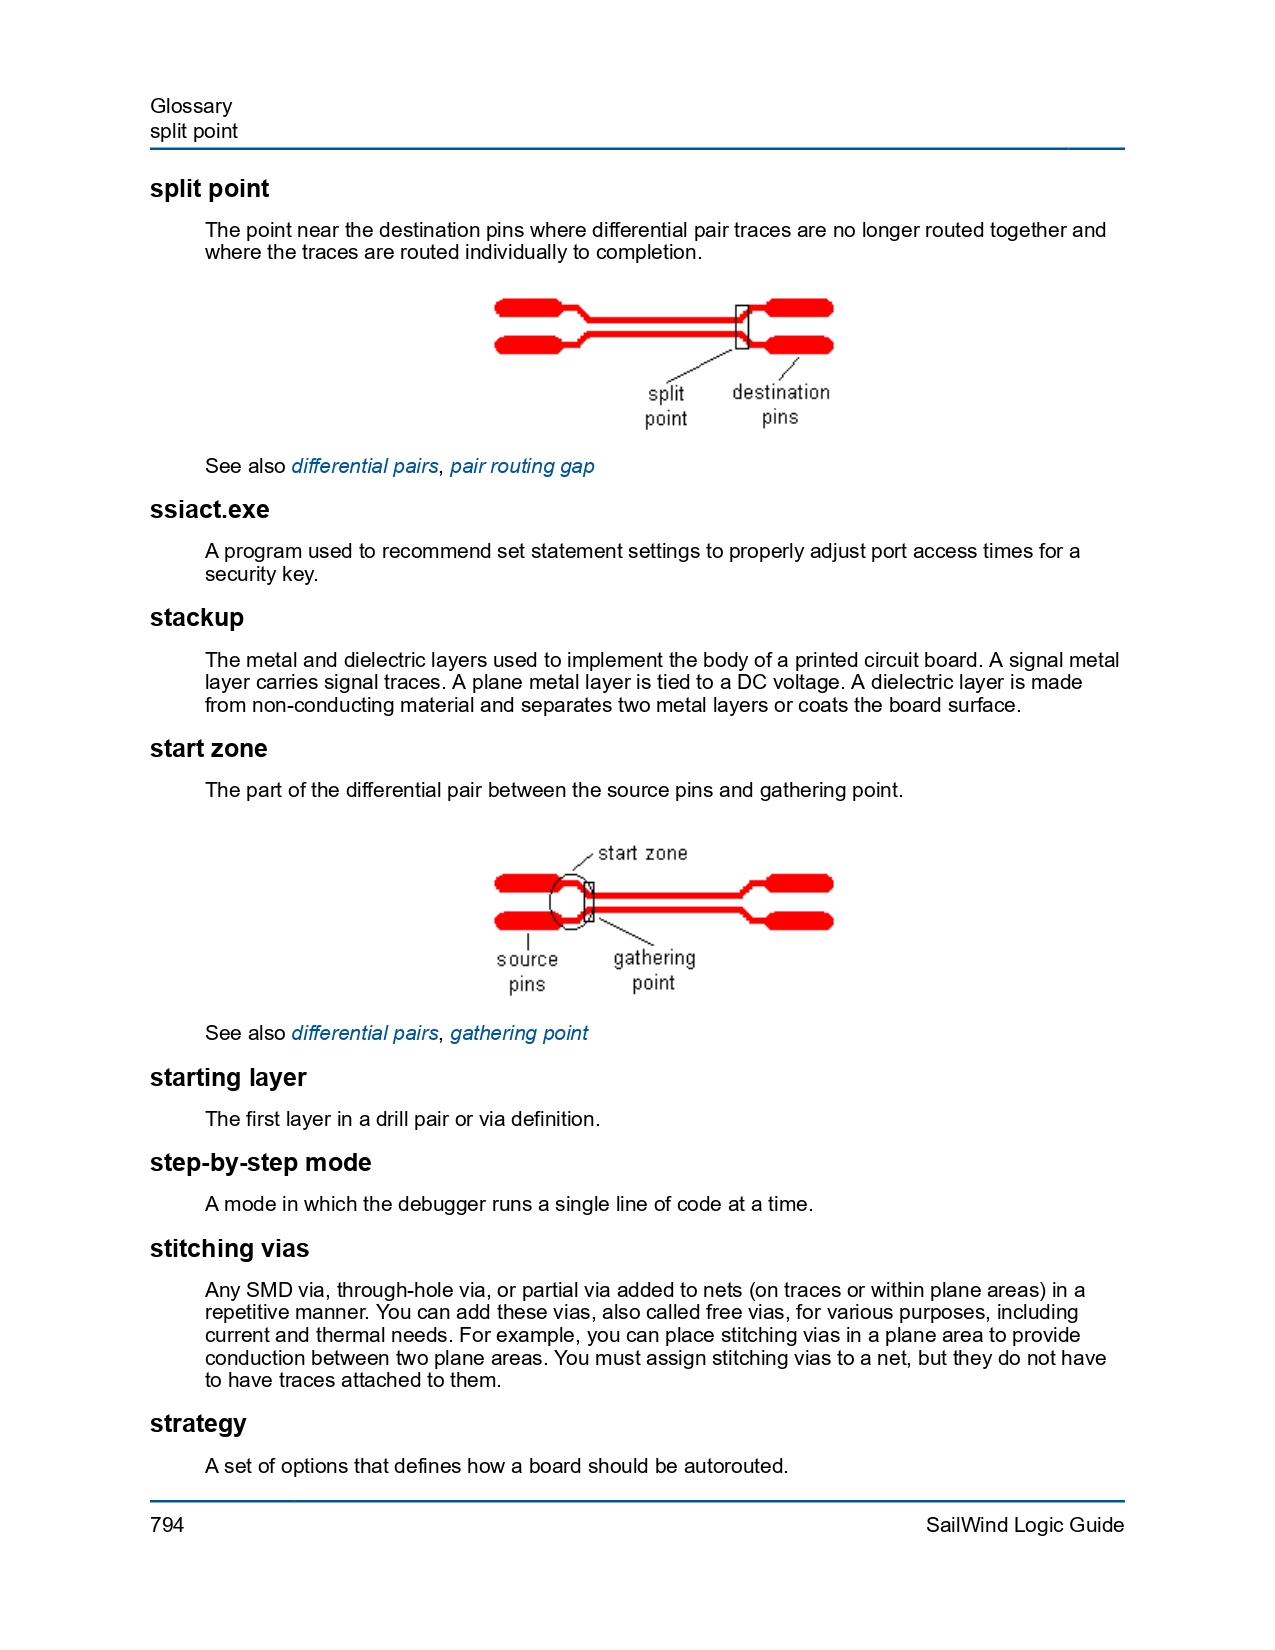 Glossary
split point
split point
The point near the destination pins where differential pair traces are no longer routed together and
where the traces are routed individually to completion.
split
point
destination
pins
See also differential pairs, pair routing gap
ssiact.exe
A program used to recommend set statement settings to properly adjust port access times for a
security key.
stackup
The metal and dielectric layers used to implement the body of a printed circuit board. A signal metal
layer carries signal traces. A plane metal layer is tied to a DC voltage. A dielectric layer is made
from non-conducting material and separates two metal layers or coats the board surface.
start zone
The part of the differential pair between the source pins and gathering point.
start zone
source
pins
gathering
point
See also differential pairs, gathering point
starting layer
The first layer in a drill pair or via definition.
step-by-step mode
A mode in which the debugger runs a single line of code at a time.
stitching vias
Any SMD via, through-hole via, or partial via added to nets (on traces or within plane areas) in a
repetitive manner. You can add these vias, also called free vias, for various purposes, including
current and thermal needs. For example, you can place stitching vias in a plane area to provide
conduction between two plane areas. You must assign stitching vias to a net, but they do not have
to have traces attached to them.
strategy
A set of options that defines how a board should be autorouted.
794
SailWind Logic Guide